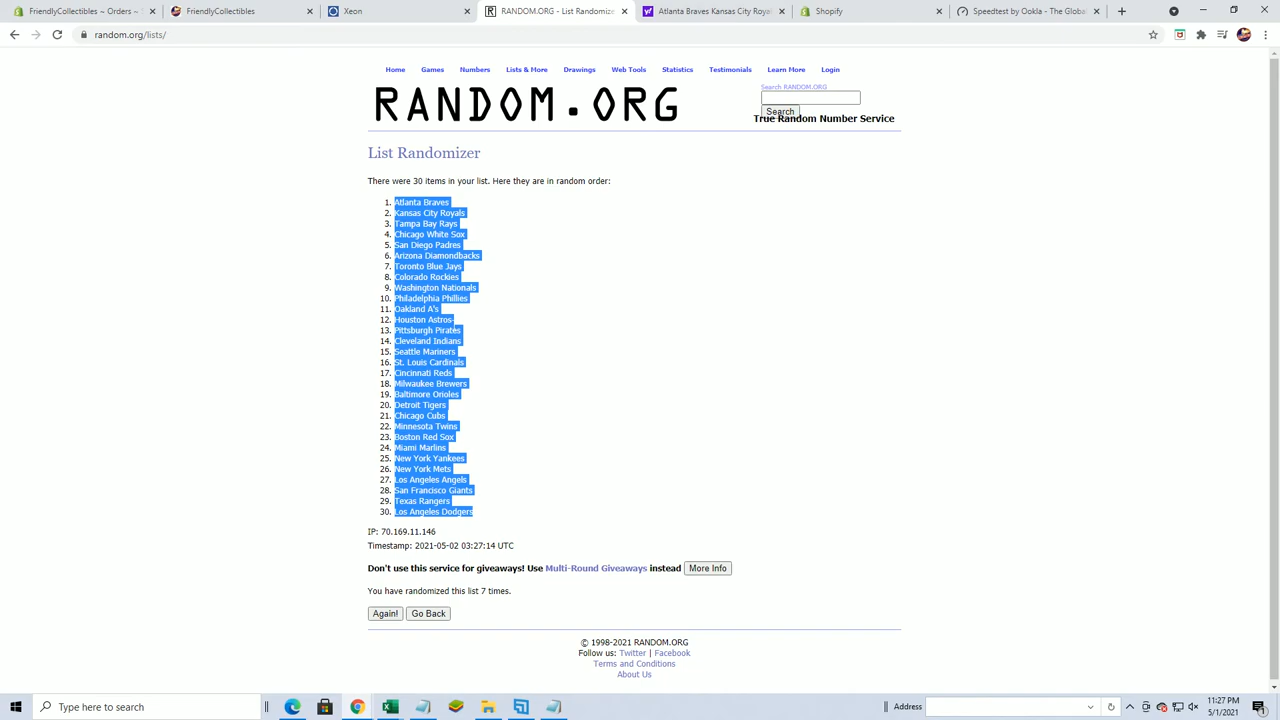 FriendlyCollectibles ~ Orders ~
FriendlyCollectibles
Xeon
Random.org
Atlanta Braves Kansas City Roya
Shopify
Speedtest by Ookla - The Global
random.org/lists/
Home Games Numbers Lists & More Drawings Web Tools Statistics Testimonials Learn More Login
RANDOM.ORG
Search RANDOM.ORG
Search
True Random Number Service
List Randomizer
There were 30 items in your list. Here they are in random order:
1. Atlanta Braves
2. Kansas City Royals
3. Tampa Bay Rays
4. Chicago White Sox
5. San Diego Padres
6. Arizona Diamondbacks
7. Toronto Blue Jays
8. Colorado Rockies
9. Washington Nationals
10. Philadelphia Phillies
11. Oakland A's
12. Houston Astros-
13. Pittsburgh Pirates
14. Cleveland Indians
15. Seattle Mariners
16. St. Louis Cardinals
17. Cincinnati Reds
18. Milwaukee Brewers
19. Baltimore Orioles
20. Detroit Tigers
21. Chicago Cubs
22. Minnesota Twins
23. Boston Red Sox
24. Miami Marlins
25. New York Yankees
26. New York Mets
27. Los Angeles Angels
28. San Francisco Giants
29. Texas Rangers
30. Los Angeles Dodgers
IP: 70.169.11.146
Timestamp: 2021-05-02 03:27:14 UTC
Don't use this service for giveaways! Use Multi-Round Giveaways instead More Info
You have randomized this list 7 times.
Again! Go Back
© 1998-2021 RANDOM.ORG
Follow us: Twitter | Facebook
Terms and Conditions
About Us
Type here to search
Address
11:27 PM
5/1/2021